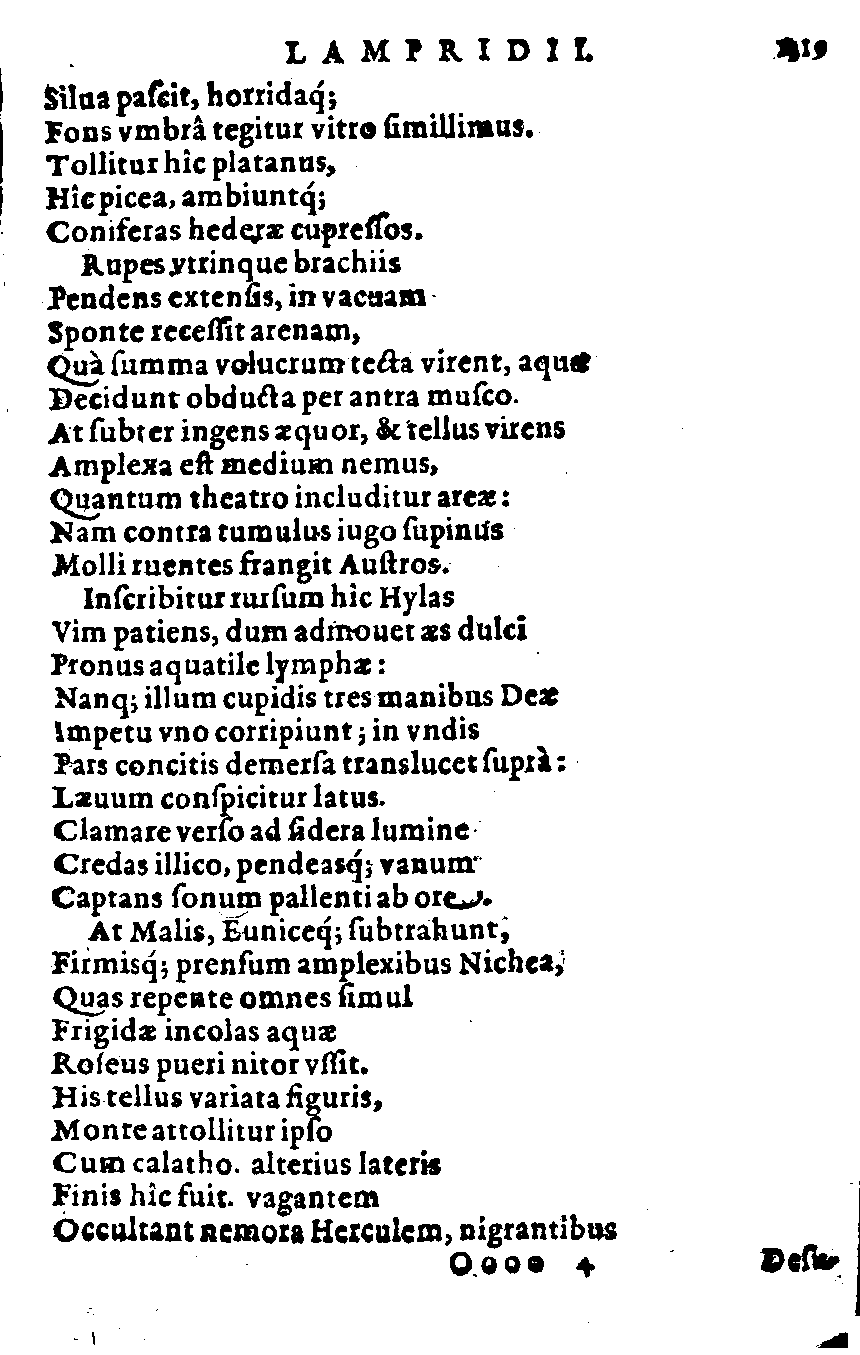 LAMPRIDII.
Silua paſcit, horridaq́;
Fons vmbrâ tegitur vitro ſimillimus.
Tollitur hîc platanus,
Hîc picea, ambiuntq́;
Coniferas hederæ cupreſſos.
Rupes vtrinque brachiis
Pendens extenſis, in vacuam
Sponte receſſit arenam,
Quà ſumma volucrum tecta virent, aquæ
Decidunt obducta per antra muſco.
At ſubter ingens æquor, & tellus virens
Amplexa eſt medium nemus,
Quantum theatro includitur areæ:
Nam contra tumulus iugo ſupinus
Molli ruentes frangit Auſtros.
Inſcribitur rurſum hîc Hylas
Vim patiens, dum admouet æs dulci
Pronus aquatile lymphæ:
Nanq; illum cupidis tres manibus Deæ
Impetu vno corripiunt; in vndis
Pars concitis demerſa translucet ſuprà:
Læuum conſpicitur latus.
Clamare verſo ad ſidera lumine
Credas illico, pendeasq́; vanum
Captans ſonum pallenti ab ore.
At Malis, Euniceq́; ſubtrahunt,
Firmisq́; prenſum amplexibus Nichea,
Quas repente omnes ſimul
Frigidæ incolas aquæ
Roſeus pueri nitor vſſit.
His tellus variata figuris,
Monte attollitur ipſo
Cum calatho. alterius lateris
Finis hîc fuit. vagantem
Occultant nemora Herculem, nigrantibus
Oooo 4